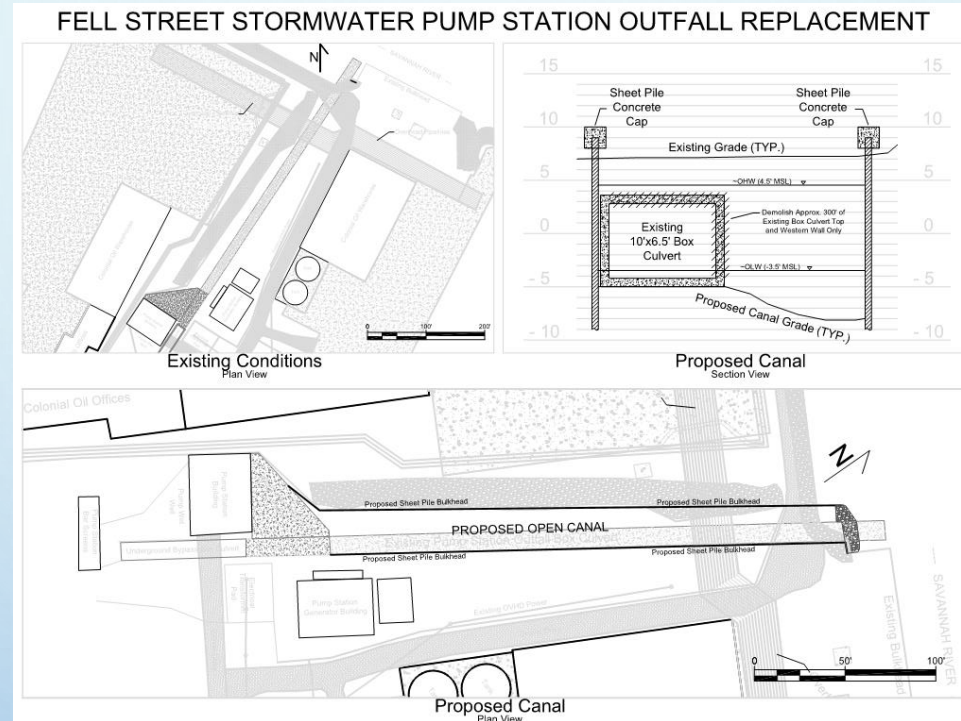 FELL STREET STORMWATER PUMP STATION OUTFALL REPLACEMENT
N
SAVANNAH RIVER
Existing Bulkhead
0
100'
200'
Existing Conditions
Plan View
15
15
Sheet Pile
Concrete
Cap
Sheet Pile
Concrete
Cap
10
10
Existing Grade (TYP.)
5
5
~OHW (4.5' MSL)
Existing
10'x6.5' Box
Culvert
Demolish Approx. 300' of
Existing Box Culvert Top
and Western Wall Only
0
0
~OLW (-3.5' MSL)
- 5
- 5
Proposed Canal Grade (TYP.)
- 10
- 10
Proposed Canal
Section View
Colonial Oil Offices
N
Pump Station
Building
Proposed Sheet Pile Bulkhead
Proposed Sheet Pile Bulkhead
PROPOSED OPEN CANAL
Existing Pump Station Outfall Box Culvert
Underground Bypass
Proposed Sheet Pile Bulkhead
Proposed Sheet Pile Bulkhead
Pump Station
Generator Building
Existing OVHD Power
Existing Bulkhead
SAVANNAH RIVER
0
50'
100'
Proposed Canal
Plan View